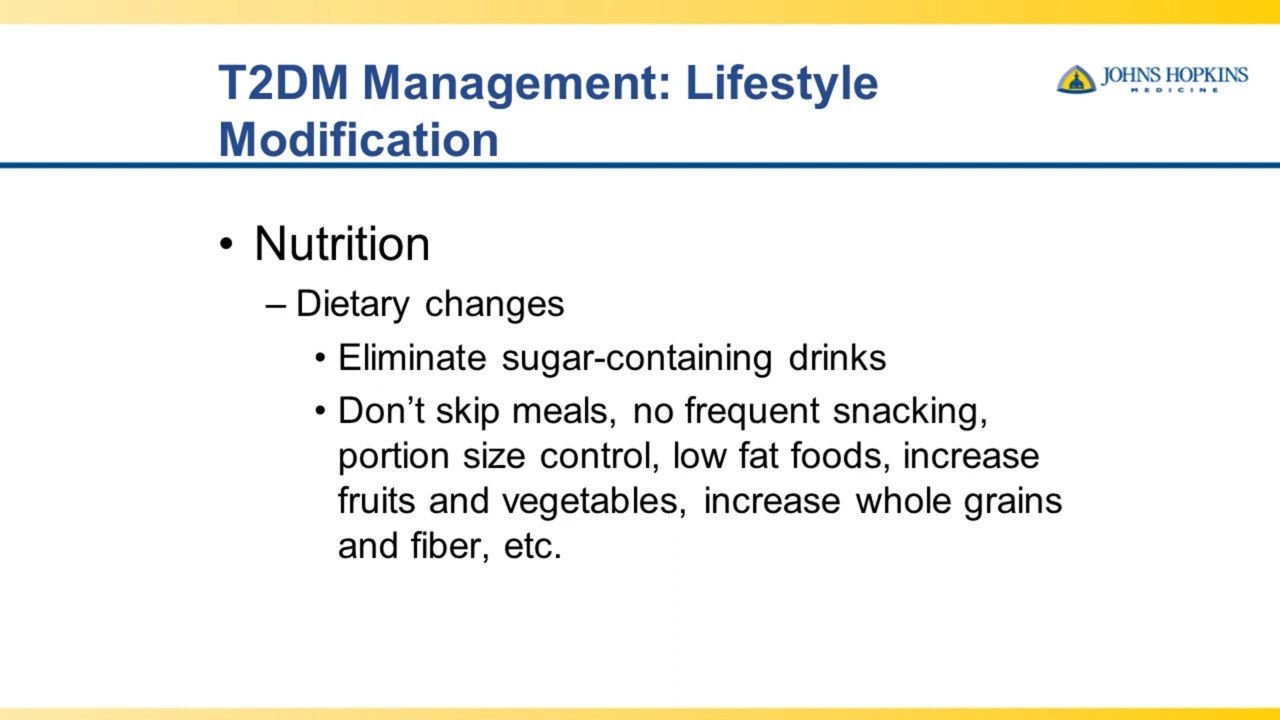 T2DM Management: Lifestyle
Modification
JOHNS HOPKINS
MEDICINE
• Nutrition
– Dietary changes
• Eliminate sugar-containing drinks
• Don’t skip meals, no frequent snacking,
portion size control, low fat foods, increase
fruits and vegetables, increase whole grains
and fiber, etc.